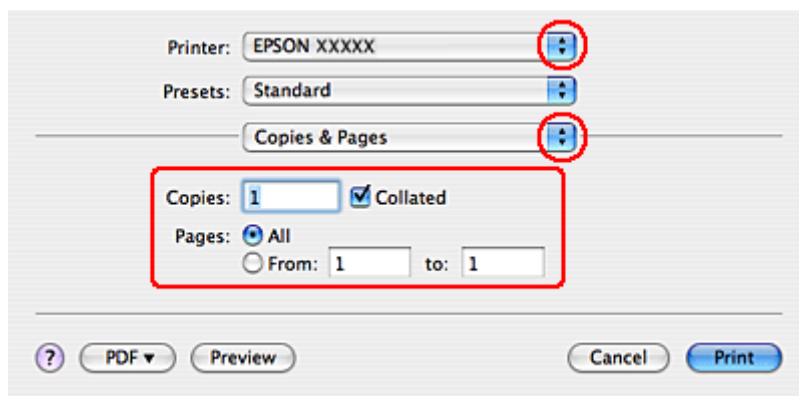 Printer: EPSON XXXXX
Presets: Standard
Copies & Pages
Copies: 1 Collated
Pages: All
From: 1 to: 1
? PDF ▼ Preview Cancel Print